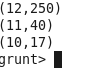 (12,250)
(11,40)
(10,17)
grunt>